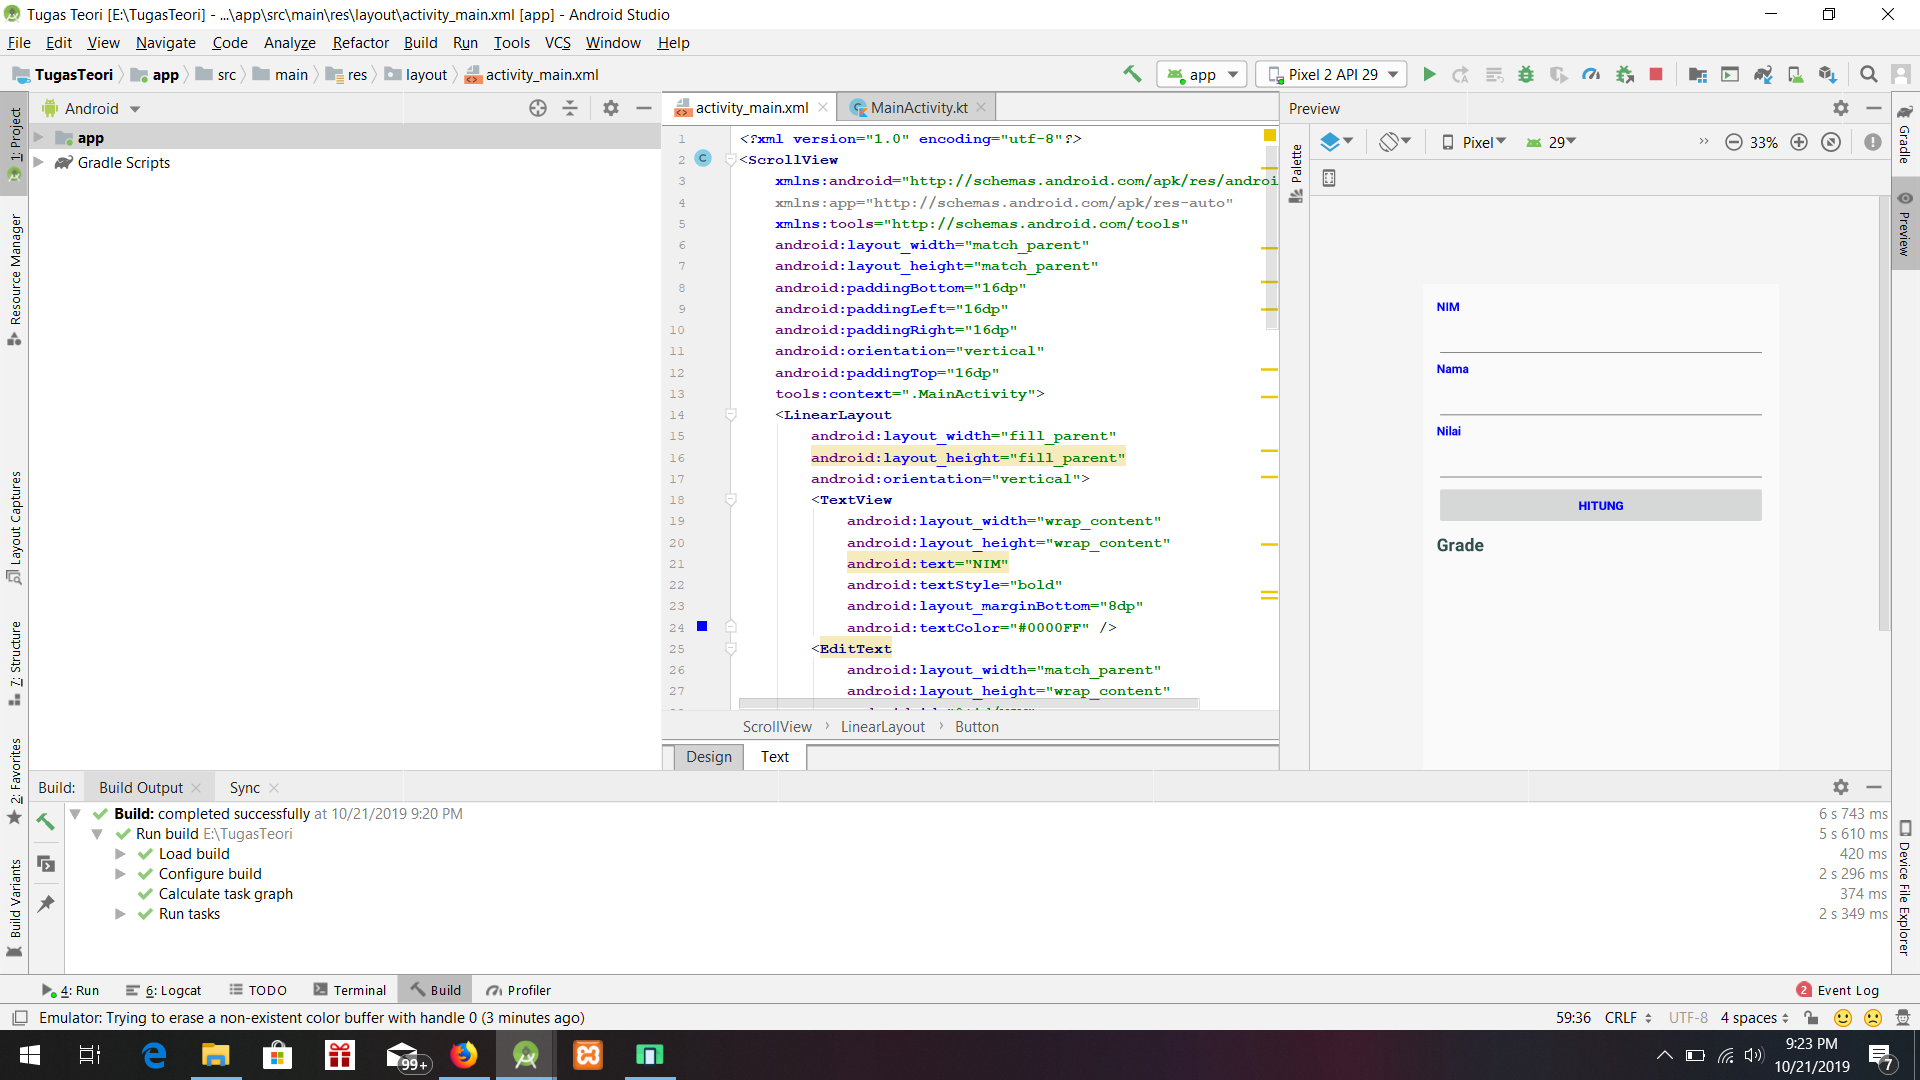 Tugas Teori [E:\TugasTeori] - ...\app\src\main\res\layout\activity_main.xml [app] - Android Studio
File Edit View Navigate Code Analyze Refactor Build Run Tools VCS Window Help
TugasTeori app src main res layout activity_main.xml
app Pixel 2 API 29
1: Project
Resource Manager
Layout Captures
7: Structure
2: Favorites
Build Variants
Android
app
Gradle Scripts
activity_main.xml MainActivity.kt
1 <?xml version="1.0" encoding="utf-8"?>
2 <ScrollView
3 xmlns:android="http://schemas.android.com/apk/res/androi
4 xmlns:app="http://schemas.android.com/apk/res-auto"
5 xmlns:tools="http://schemas.android.com/tools"
6 android:layout_width="match_parent"
7 android:layout_height="match_parent"
8 android:paddingBottom="16dp"
9 android:paddingLeft="16dp"
10 android:paddingRight="16dp"
11 android:orientation="vertical"
12 android:paddingTop="16dp"
13 tools:context=".MainActivity">
14 <LinearLayout
15 android:layout_width="fill_parent"
16 android:layout_height="fill_parent"
17 android:orientation="vertical">
18 <TextView
19 android:layout_width="wrap_content"
20 android:layout_height="wrap_content"
21 android:text="NIM"
22 android:textStyle="bold"
23 android:layout_marginBottom="8dp"
24 android:textColor="#0000FF" />
25 <EditText
26 android:layout_width="match_parent"
27 android:layout_height="wrap_content"
ScrollView › LinearLayout › Button
Design Text
Preview
Palette
Pixel 29 » 33%
NIM
Nama
Nilai
HITUNG
Grade
Gradle
Preview
Device File Explorer
Build: Build Output Sync
Build: completed successfully at 10/21/2019 9:20 PM 6 s 743 ms
Run build E:\TugasTeori 5 s 610 ms
Load build 420 ms
Configure build 2 s 296 ms
Calculate task graph 374 ms
Run tasks 2 s 349 ms
4: Run 6: Logcat TODO Terminal Build Profiler 2 Event Log
Emulator: Trying to erase a non-existent color buffer with handle 0 (3 minutes ago) 59:36 CRLF UTF-8 4 spaces
99+
9:23 PM
10/21/2019
7